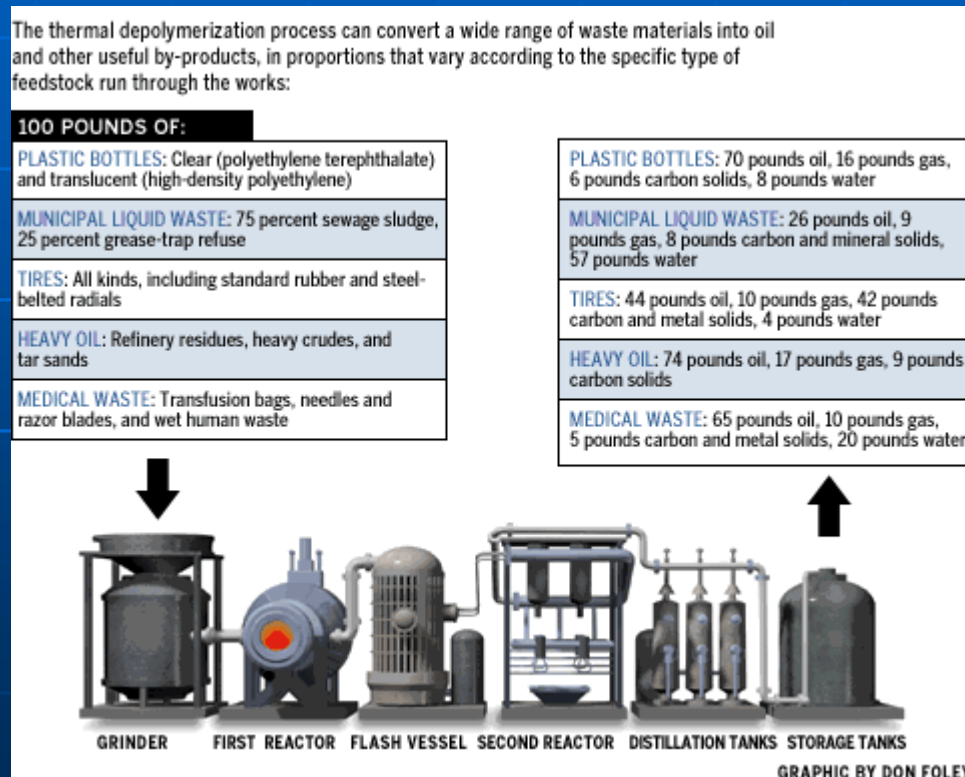 The thermal depolymerization process can convert a wide range of waste materials into oil
and other useful by-products, in proportions that vary according to the specific type of
feedstock run through the works:
100 POUNDS OF:
PLASTIC BOTTLES: Clear (polyethylene terephthalate)
and translucent (high-density polyethylene)
MUNICIPAL LIQUID WASTE: 75 percent sewage sludge,
25 percent grease-trap refuse
TIRES: All kinds, including standard rubber and steel-
belted radials
HEAVY OIL: Refinery residues, heavy crudes, and
tar sands
MEDICAL WASTE: Transfusion bags, needles and
razor blades, and wet human waste
PLASTIC BOTTLES: 70 pounds oil, 16 pounds gas,
6 pounds carbon solids, 8 pounds water
MUNICIPAL LIQUID WASTE: 26 pounds oil, 9
pounds gas, 8 pounds carbon and mineral solids,
57 pounds water
TIRES: 44 pounds oil, 10 pounds gas, 42 pounds
carbon and metal solids, 4 pounds water
HEAVY OIL: 74 pounds oil, 17 pounds gas, 9 pounds
carbon solids
MEDICAL WASTE: 65 pounds oil, 10 pounds gas,
5 pounds carbon and metal solids, 20 pounds water
GRINDER FIRST REACTOR FLASH VESSEL SECOND REACTOR DISTILLATION TANKS STORAGE TANKS
GRAPHIC BY DON FOLEY